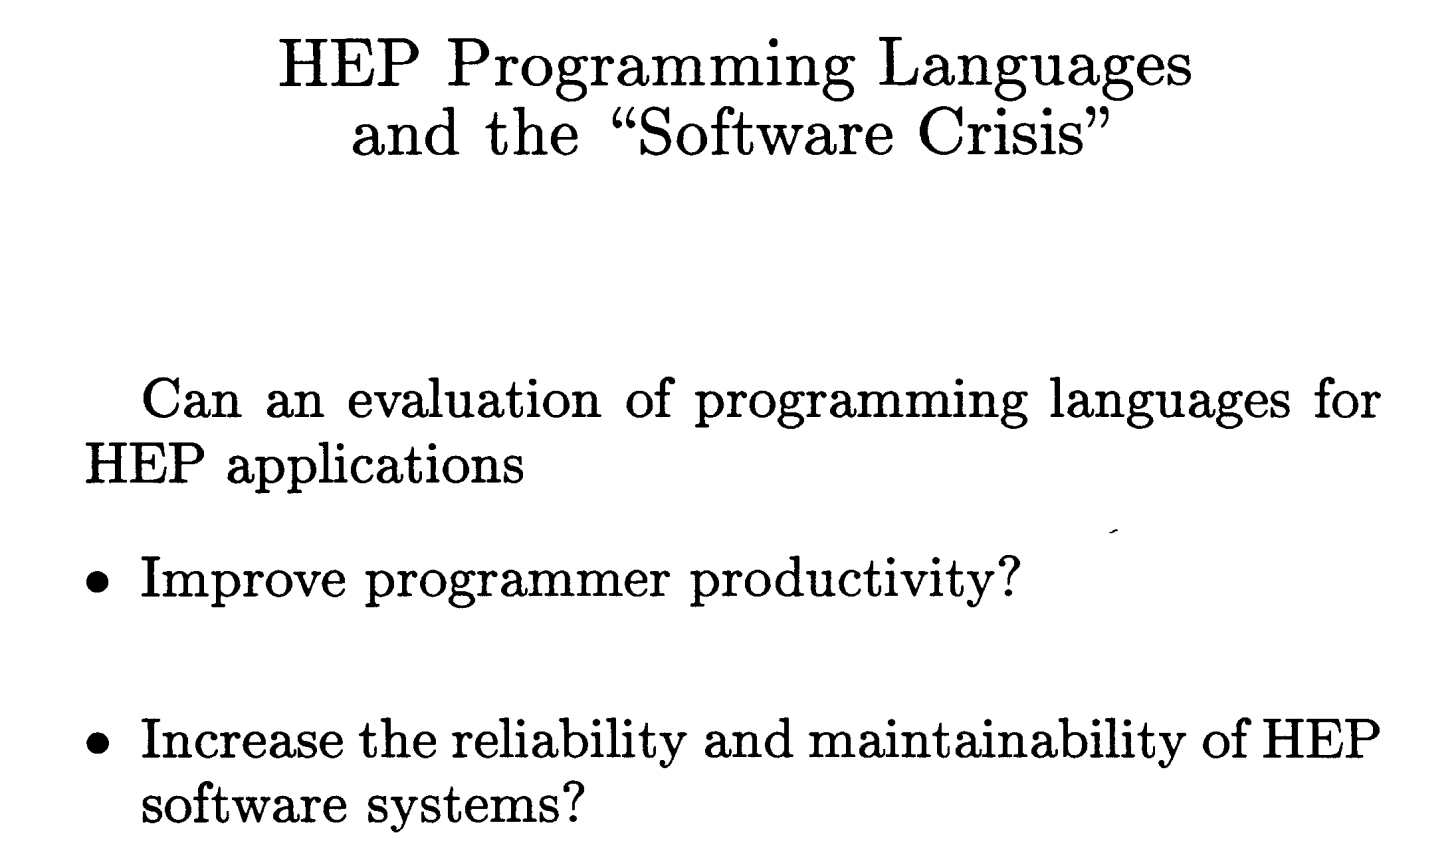 HEP Programming Languages
and the “Software Crisis”
Can an evaluation of programming languages for
HEP applications
• Improve programmer productivity?
• Increase the reliability and maintainability of HEP
software systems?